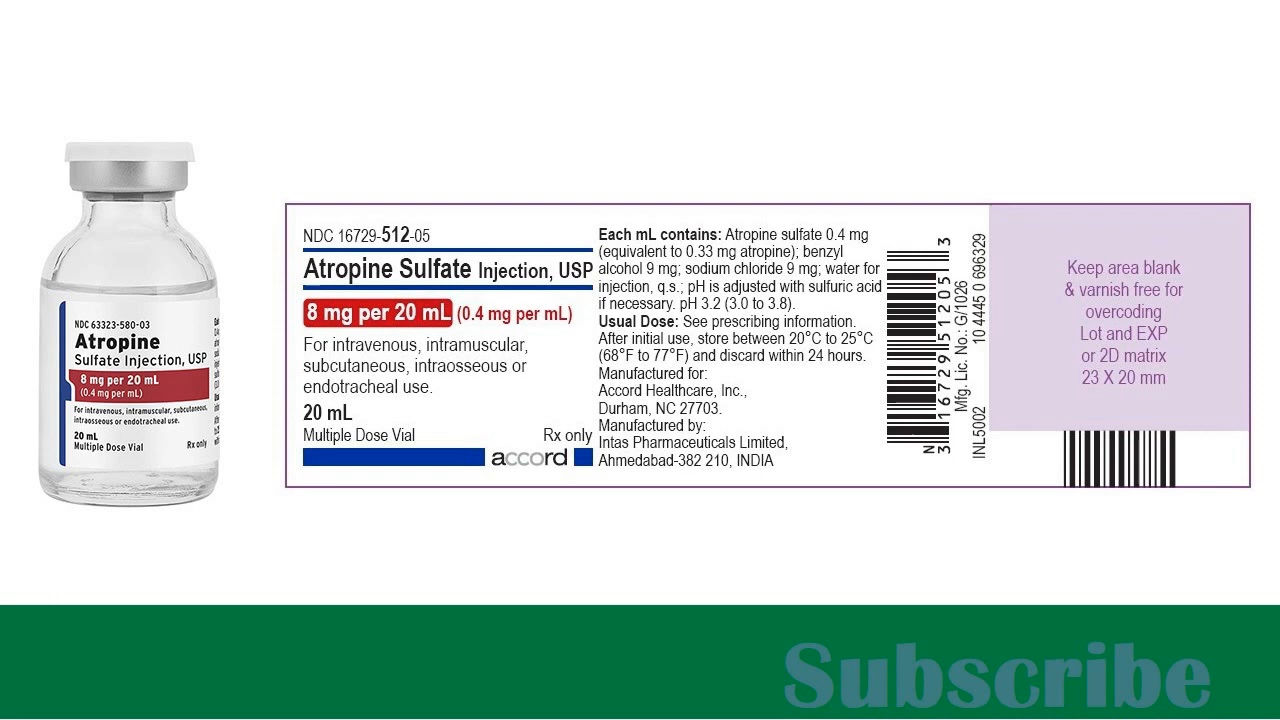 NDC 63323-580-03
Atropine
Sulfate Injection, USP
8 mg per 20 mL
(0.4 mg per mL)
For intravenous, intramuscular, subcutaneous,
intraosseous or endotracheal use.
20 mL
Multiple Dose Vial Rx only
NDC 16729-512-05
Atropine Sulfate Injection, USP
8 mg per 20 mL (0.4 mg per mL)
For intravenous, intramuscular,
subcutaneous, intraosseous or
endotracheal use.
20 mL
Multiple Dose Vial Rx only
accord
Each mL contains: Atropine sulfate 0.4 mg
(equivalent to 0.33 mg atropine); benzyl
alcohol 9 mg; sodium chloride 9 mg; water for
injection, q.s.; pH is adjusted with sulfuric acid
if necessary. pH 3.2 (3.0 to 3.8).
Usual Dose: See prescribing information.
After initial use, store between 20°C to 25°C
(68°F to 77°F) and discard within 24 hours.
Manufactured for:
Accord Healthcare, Inc.,
Durham, NC 27703.
Manufactured by:
Intas Pharmaceuticals Limited,
Ahmedabad-382 210, INDIA
N
3 16729 51205 3
Mfg. Lic. No.: G/1026
INL5002 10 4445 0 696329
Keep area blank
& varnish free for
overcoding
Lot and EXP
or 2D matrix
23 X 20 mm
Subscribe